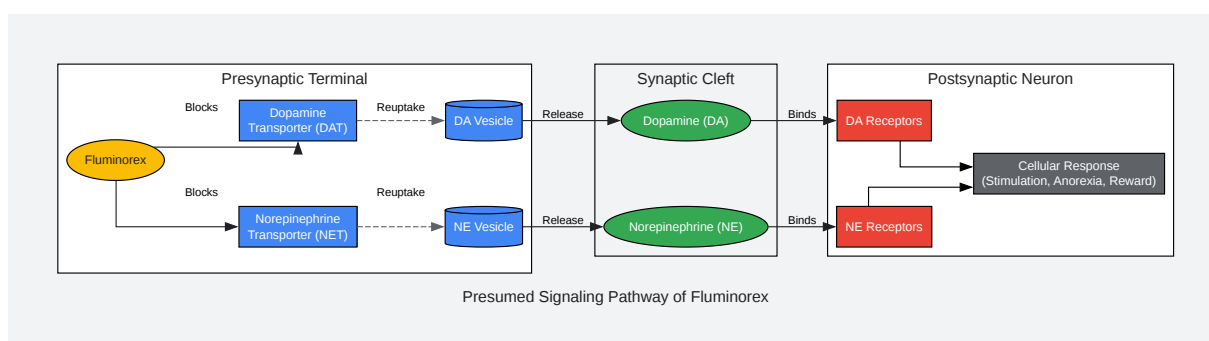 Presynaptic Terminal
Synaptic Cleft
Postsynaptic Neuron
Blocks
Dopamine
Transporter (DAT)
Reuptake
DA Vesicle
Release
Dopamine (DA)
Binds
DA Receptors
Fluminorex
Cellular Response
(Stimulation, Anorexia, Reward)
Blocks
Norepinephrine
Transporter (NET)
Reuptake
NE Vesicle
Release
Norepinephrine (NE)
Binds
NE Receptors
Presumed Signaling Pathway of Fluminorex